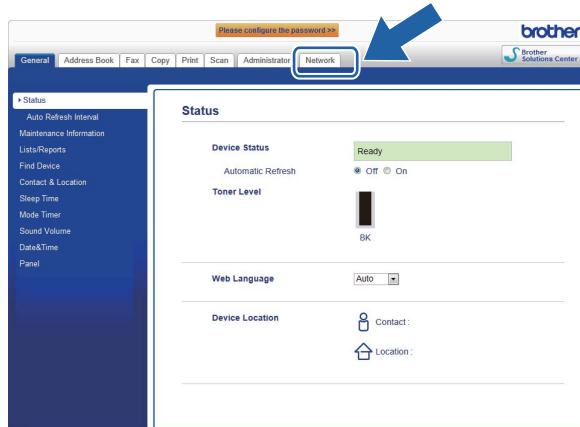 Please configure the password >>
brother
General Address Book Fax Copy Print Scan Administrator Network
Brother
Solutions Center
Status
Auto Refresh Interval
Maintenance Information
Lists/Reports
Find Device
Contact & Location
Sleep Time
Mode Timer
Sound Volume
Date&Time
Panel
Status
Device Status Ready
Automatic Refresh Off On
Toner Level
BK
Web Language Auto
Device Location Contact :
Location :